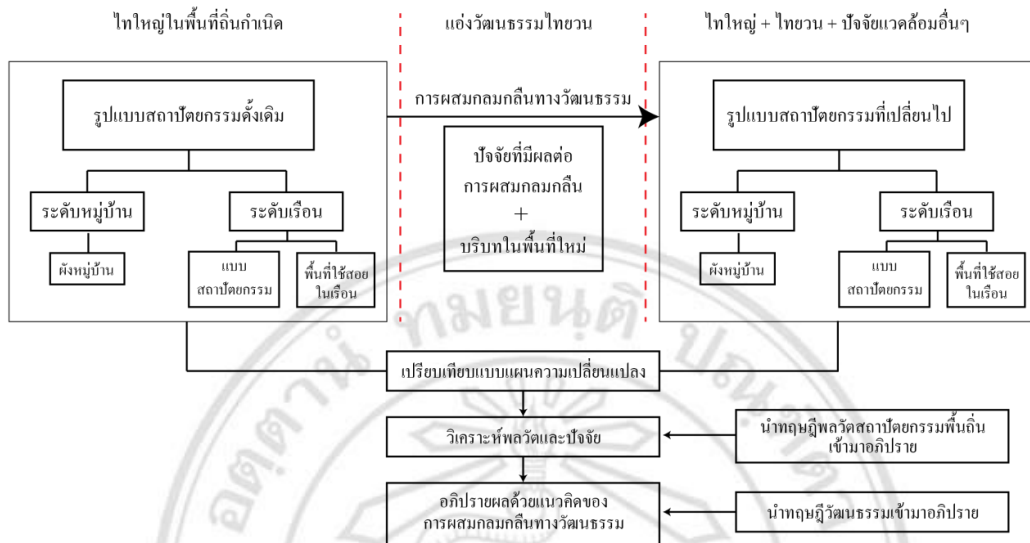 ไทใหญ่ในพื้นที่ถิ่นกำเนิด
แอ่งวัฒนธรรมไทยวน
ไทใหญ่ + ไทยวน + ปัจจัยแวดล้อมอื่นๆ
รูปแบบสถาปัตยกรรมดั้งเดิม
ระดับหมู่บ้าน
ระดับเรือน
ผังหมู่บ้าน
แบบ
สถาปัตยกรรม
พื้นที่ใช้สอย
ในเรือน
การผสมกลมกลืนทางวัฒนธรรม
ปัจจัยที่มีผลต่อ
การผสมกลมกลืน
+
บริบทในพื้นที่ใหม่
รูปแบบสถาปัตยกรรมที่เปลี่ยนไป
ระดับหมู่บ้าน
ระดับเรือน
ผังหมู่บ้าน
แบบ
สถาปัตยกรรม
พื้นที่ใช้สอย
ในเรือน
เปรียบเทียบแบบแผนความเปลี่ยนแปลง
วิเคราะห์พลวัตและปัจจัย
นำทฤษฎีพลวัตสถาปัตยกรรมพื้นถิ่น
เข้ามาอภิปราย
อภิปรายผลด้วยแนวคิดของ
การผสมกลมกลืนทางวัฒนธรรม
นำทฤษฎีวัฒนธรรมเข้ามาอภิปราย
อตฺตานํ ทมยนฺติ ปณฺฑิตา